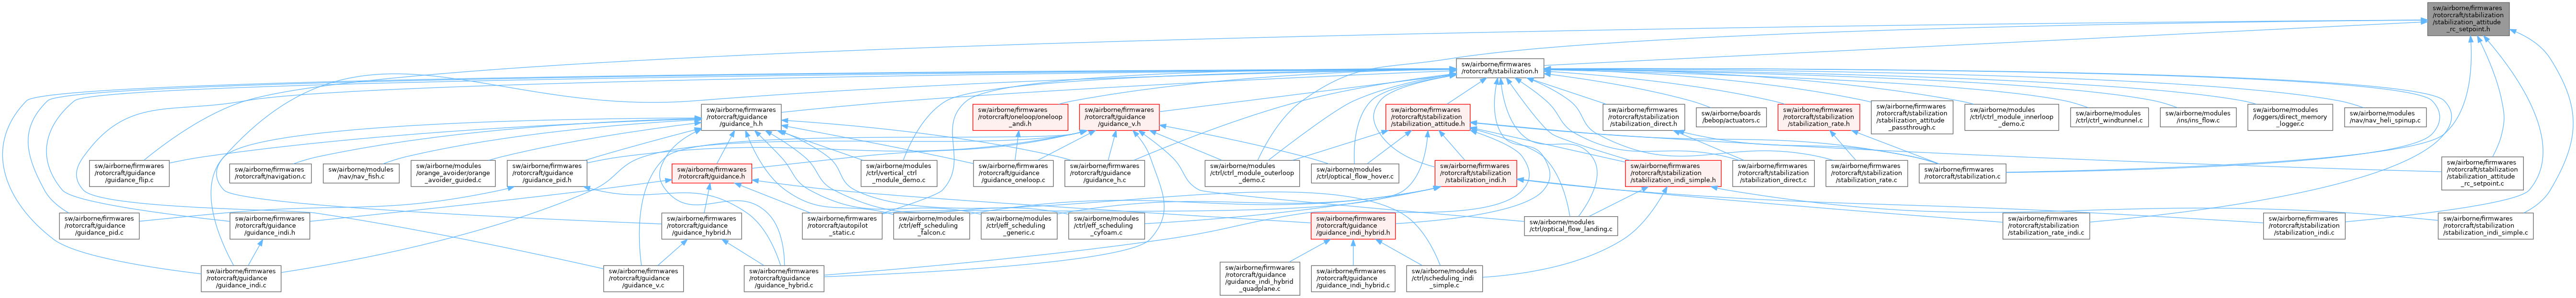 sw/airborne/firmwares
/rotorcraft/stabilization
/stabilization_attitude
_rc_setpoint.h
sw/airborne/firmwares
/rotorcraft/stabilization.h
sw/airborne/firmwares
/rotorcraft/guidance
/guidance_h.h
sw/airborne/firmwares
/rotorcraft/oneloop/oneloop
_andi.h
sw/airborne/firmwares
/rotorcraft/guidance
/guidance_v.h
sw/airborne/firmwares
/rotorcraft/stabilization
/stabilization_attitude.h
sw/airborne/firmwares
/rotorcraft/stabilization
/stabilization_direct.h
sw/airborne/boards
/bebop/actuators.c
sw/airborne/firmwares
/rotorcraft/stabilization
/stabilization_rate.h
sw/airborne/firmwares
/rotorcraft/stabilization
/stabilization_attitude
_passthrough.c
sw/airborne/modules
/ctrl/ctrl_module_innerloop
_demo.c
sw/airborne/modules
/ctrl/ctrl_windtunnel.c
sw/airborne/modules
/ins/ins_flow.c
sw/airborne/modules
/loggers/direct_memory
_logger.c
sw/airborne/modules
/nav/nav_heli_spinup.c
sw/airborne/firmwares
/rotorcraft/guidance
/guidance_flip.c
sw/airborne/firmwares
/rotorcraft/navigation.c
sw/airborne/modules
/nav/nav_fish.c
sw/airborne/modules
/orange_avoider/orange
_avoider_guided.c
sw/airborne/firmwares
/rotorcraft/guidance
/guidance_pid.h
sw/airborne/firmwares
/rotorcraft/guidance.h
sw/airborne/modules
/ctrl/vertical_ctrl
_module_demo.c
sw/airborne/firmwares
/rotorcraft/guidance
/guidance_oneloop.c
sw/airborne/firmwares
/rotorcraft/guidance
/guidance_h.c
sw/airborne/modules
/ctrl/ctrl_module_outerloop
_demo.c
sw/airborne/modules
/ctrl/optical_flow_hover.c
sw/airborne/firmwares
/rotorcraft/stabilization
/stabilization_indi.h
sw/airborne/firmwares
/rotorcraft/stabilization
/stabilization_indi_simple.h
sw/airborne/firmwares
/rotorcraft/stabilization
/stabilization_direct.c
sw/airborne/firmwares
/rotorcraft/stabilization
/stabilization_rate.c
sw/airborne/firmwares
/rotorcraft/stabilization.c
sw/airborne/firmwares
/rotorcraft/stabilization
/stabilization_attitude
_rc_setpoint.c
sw/airborne/firmwares
/rotorcraft/guidance
/guidance_pid.c
sw/airborne/firmwares
/rotorcraft/guidance
/guidance_indi.h
sw/airborne/firmwares
/rotorcraft/guidance
/guidance_hybrid.h
sw/airborne/firmwares
/rotorcraft/autopilot
_static.c
sw/airborne/modules
/ctrl/eff_scheduling
_falcon.c
sw/airborne/modules
/ctrl/eff_scheduling
_generic.c
sw/airborne/modules
/ctrl/eff_scheduling
_cyfoam.c
sw/airborne/firmwares
/rotorcraft/guidance
/guidance_indi_hybrid.h
sw/airborne/modules
/ctrl/optical_flow_landing.c
sw/airborne/firmwares
/rotorcraft/stabilization
/stabilization_rate_indi.c
sw/airborne/firmwares
/rotorcraft/stabilization
/stabilization_indi.c
sw/airborne/firmwares
/rotorcraft/stabilization
/stabilization_indi_simple.c
sw/airborne/firmwares
/rotorcraft/guidance
/guidance_indi.c
sw/airborne/firmwares
/rotorcraft/guidance
/guidance_v.c
sw/airborne/firmwares
/rotorcraft/guidance
/guidance_hybrid.c
sw/airborne/firmwares
/rotorcraft/guidance
/guidance_indi_hybrid
_quadplane.c
sw/airborne/firmwares
/rotorcraft/guidance
/guidance_indi_hybrid.c
sw/airborne/modules
/ctrl/scheduling_indi
_simple.c